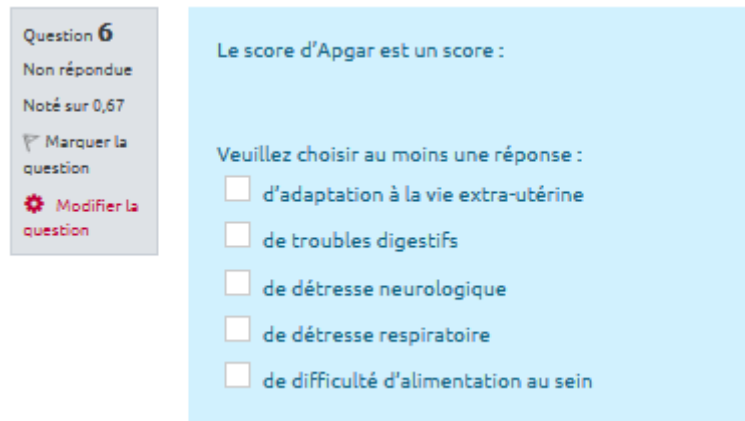 Question 6
Non répondue
Noté sur 0,67
Marquer la
question
Modifier la
question
Le score d'Apgar est un score :
Veuillez choisir au moins une réponse :
d'adaptation à la vie extra-utérine
de troubles digestifs
de détresse neurologique
de détresse respiratoire
de difficulté d'alimentation au sein